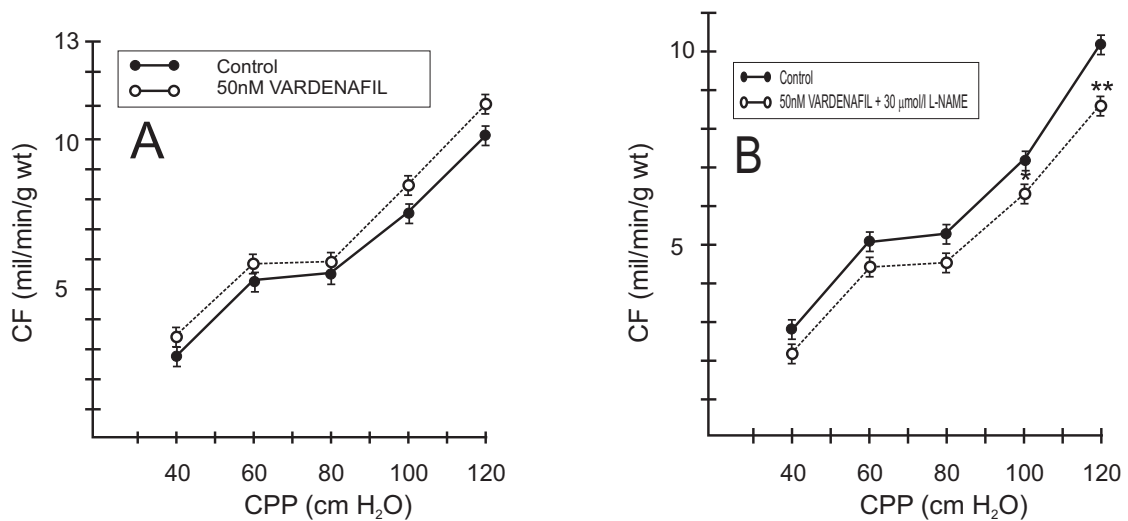 13
Control
50nM VARDENAFIL
A
10
5
CF (mil/min/g wt)
40 60 80 100 120
CPP (cm H₂O)
10
Control
50nM VARDENAFIL + 30 μmol/l L-NAME
B
**
*
5
CF (mil/min/g wt)
40 60 80 100 120
CPP (cm H₂O)